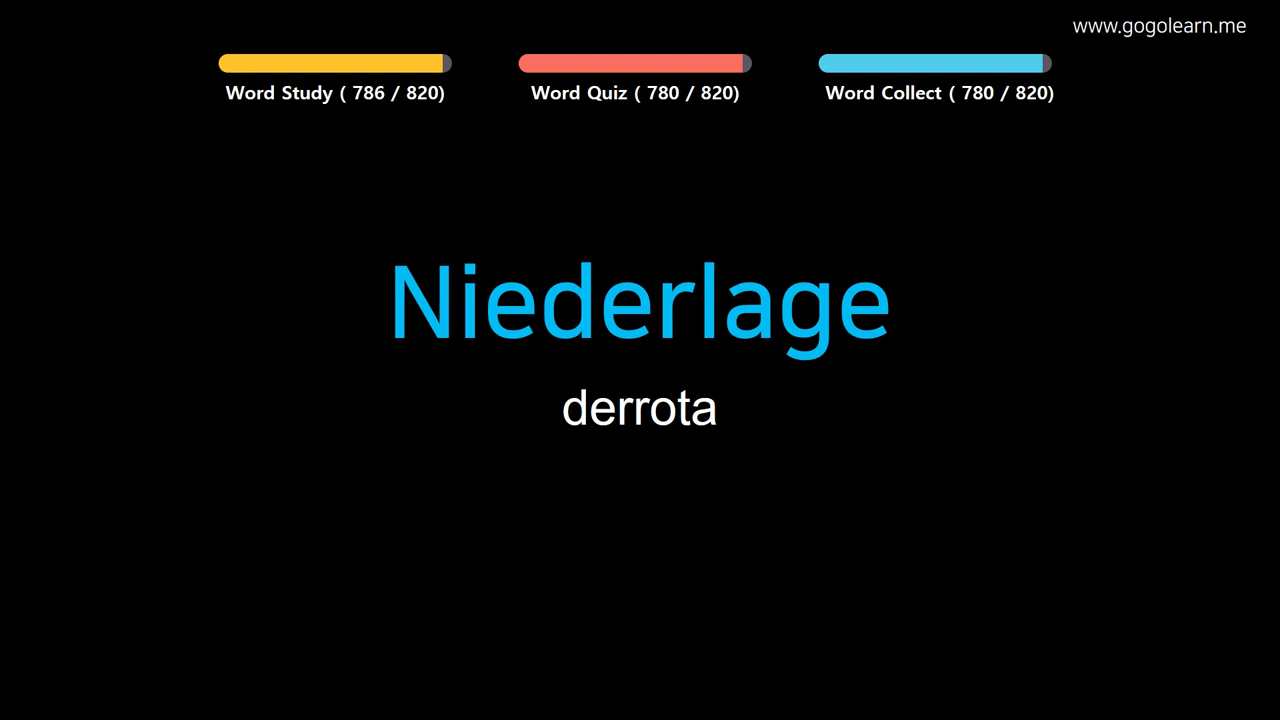 www.gogolearn.me
Word Study ( 786 / 820)
Word Quiz ( 780 / 820)
Word Collect ( 780 / 820)
Niederlage
derrota